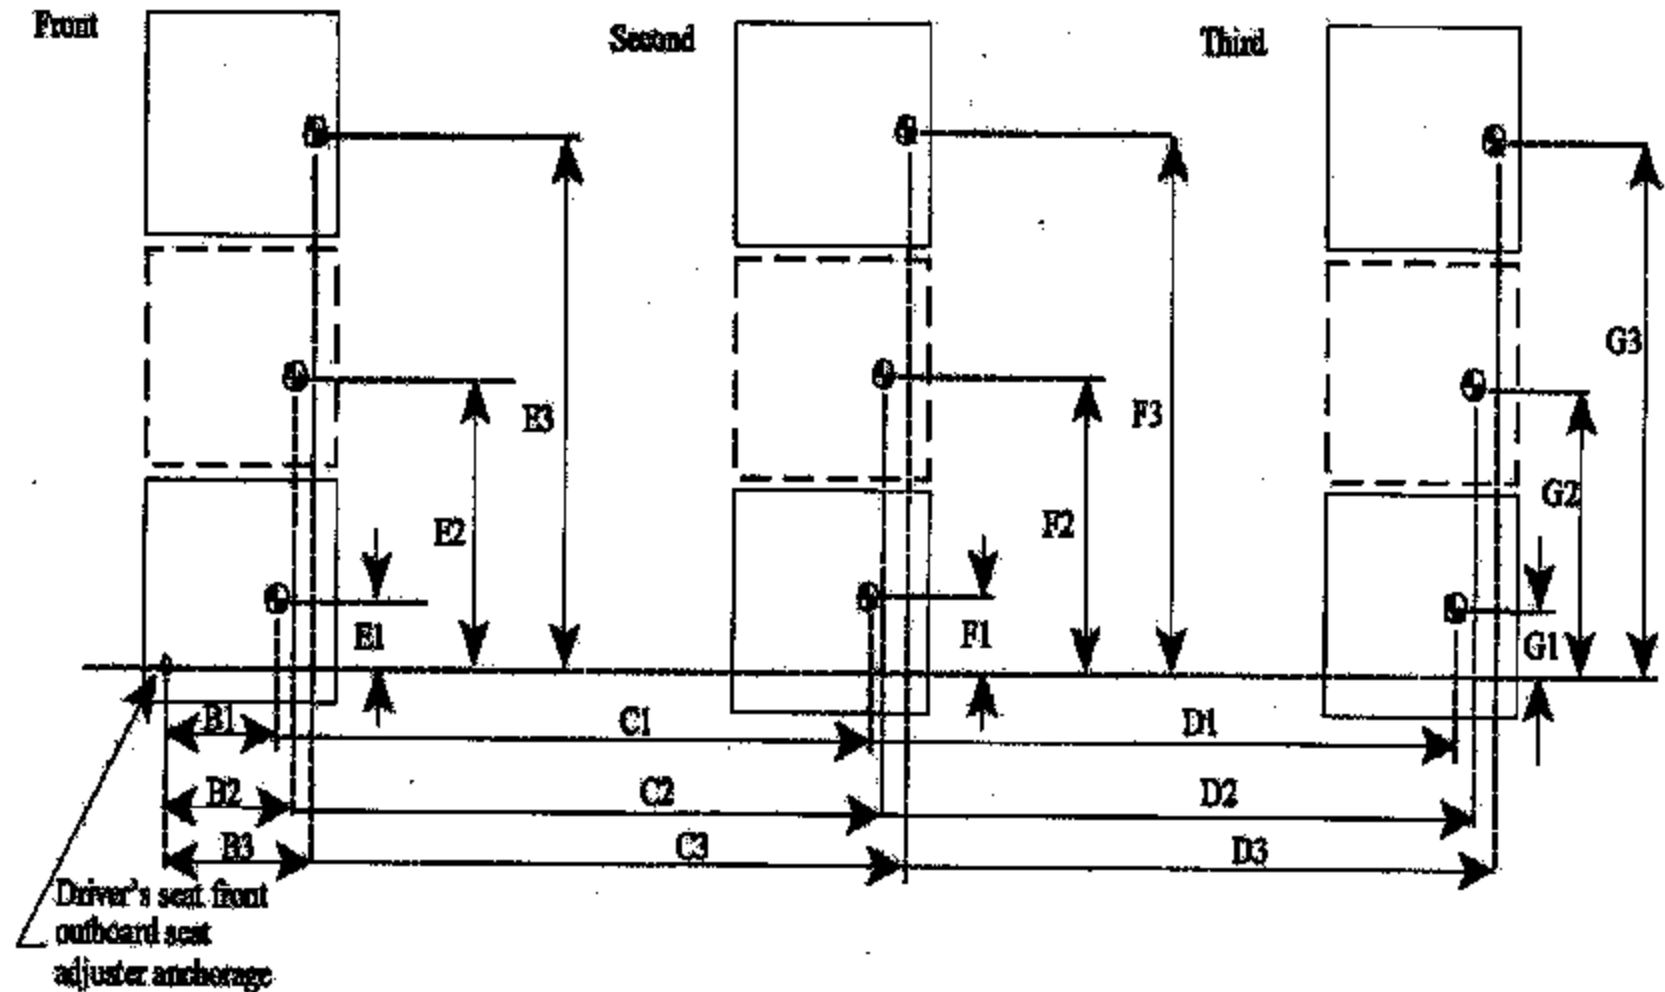 Front
Second
Third
G3
E3
F3
G2
E2
F2
E1
F1
G1
B1
C1
D1
B2
C2
D2
B3
C3
D3
Driver's seat front
outboard seat
adjuster anchorage